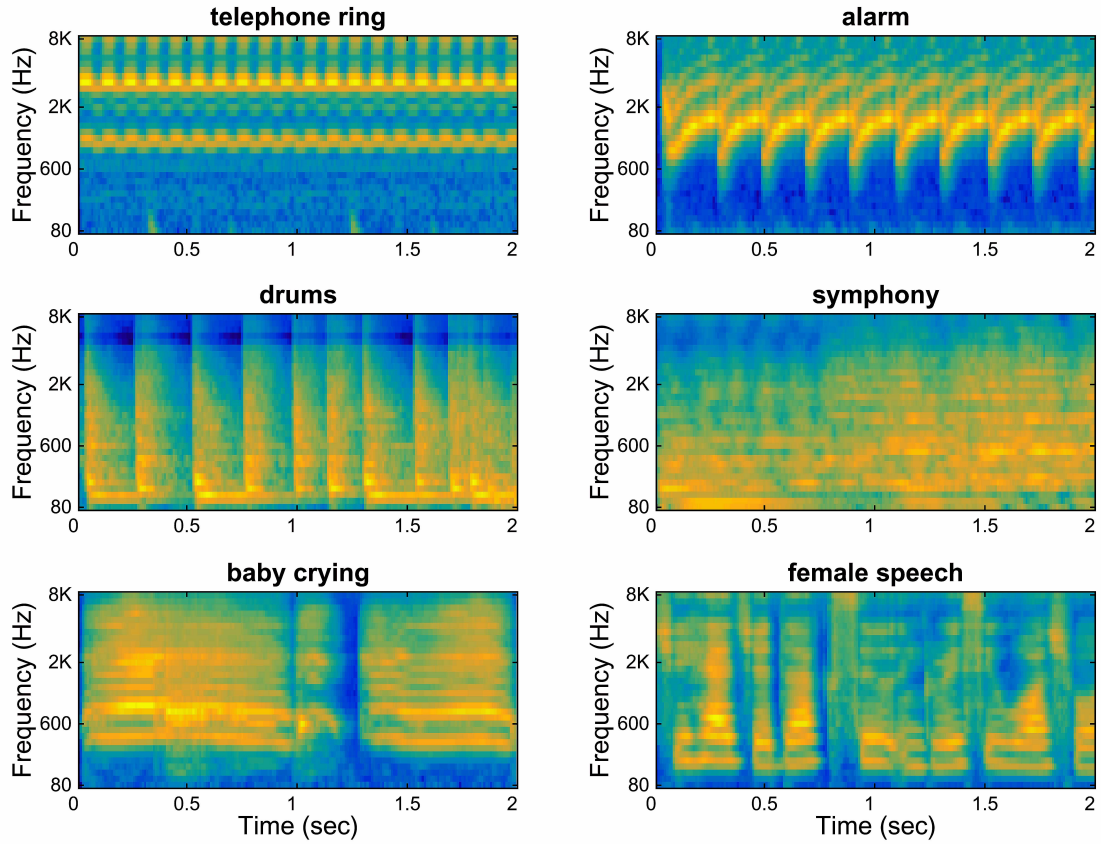 telephone ring
Frequency (Hz)
8K
2K
600
80
0 0.5 1 1.5 2
alarm
Frequency (Hz)
8K
2K
600
80
0 0.5 1 1.5 2
drums
Frequency (Hz)
8K
2K
600
80
0 0.5 1 1.5 2
symphony
Frequency (Hz)
8K
2K
600
80
0 0.5 1 1.5 2
baby crying
Frequency (Hz)
8K
2K
600
80
0 0.5 1 1.5 2
Time (sec)
female speech
Frequency (Hz)
8K
2K
600
80
0 0.5 1 1.5 2
Time (sec)